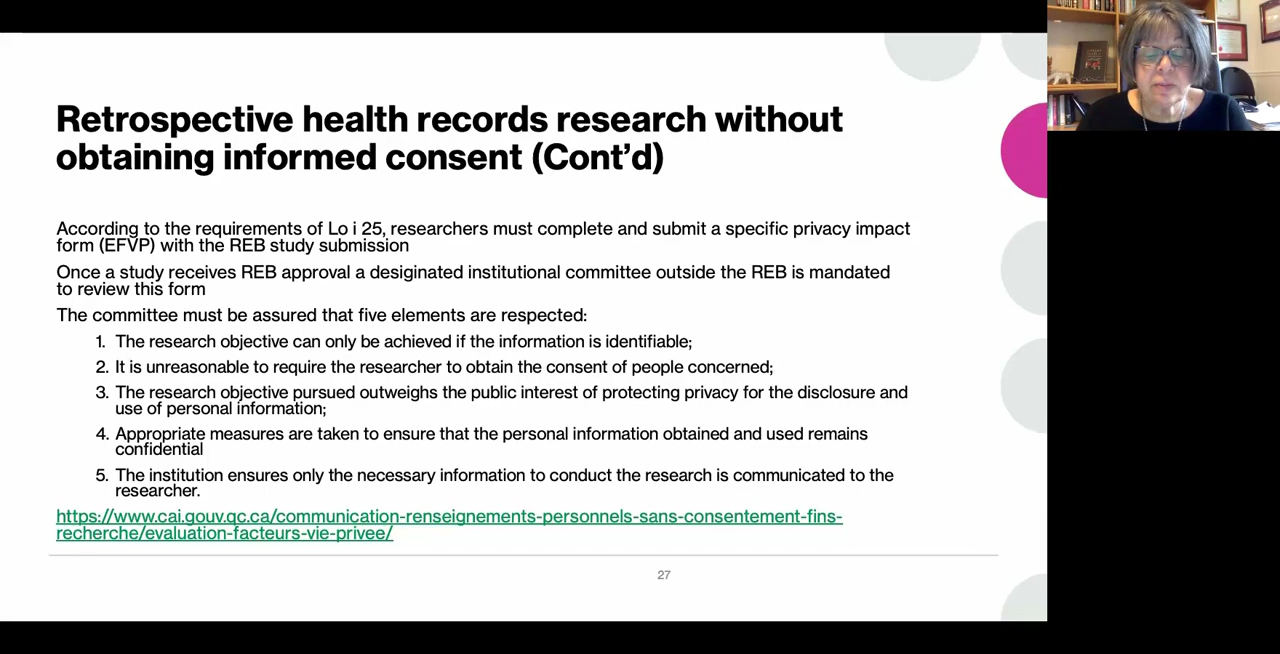 Retrospective health records research without
obtaining informed consent (Cont’d)
According to the requirements of Lo i 25, researchers must complete and submit a specific privacy impact
form (EFVP) with the REB study submission
Once a study receives REB approval a desiginated institutional committee outside the REB is mandated
to review this form
The committee must be assured that five elements are respected:
1. The research objective can only be achieved if the information is identifiable;
2. It is unreasonable to require the researcher to obtain the consent of people concerned;
3. The research objective pursued outweighs the public interest of protecting privacy for the disclosure and
use of personal information;
4. Appropriate measures are taken to ensure that the personal information obtained and used remains
confidential
5. The institution ensures only the necessary information to conduct the research is communicated to the
researcher.
https://www.cai.gouv.qc.ca/communication-renseignements-personnels-sans-consentement-fins-
recherche/evaluation-facteurs-vie-privee/
27